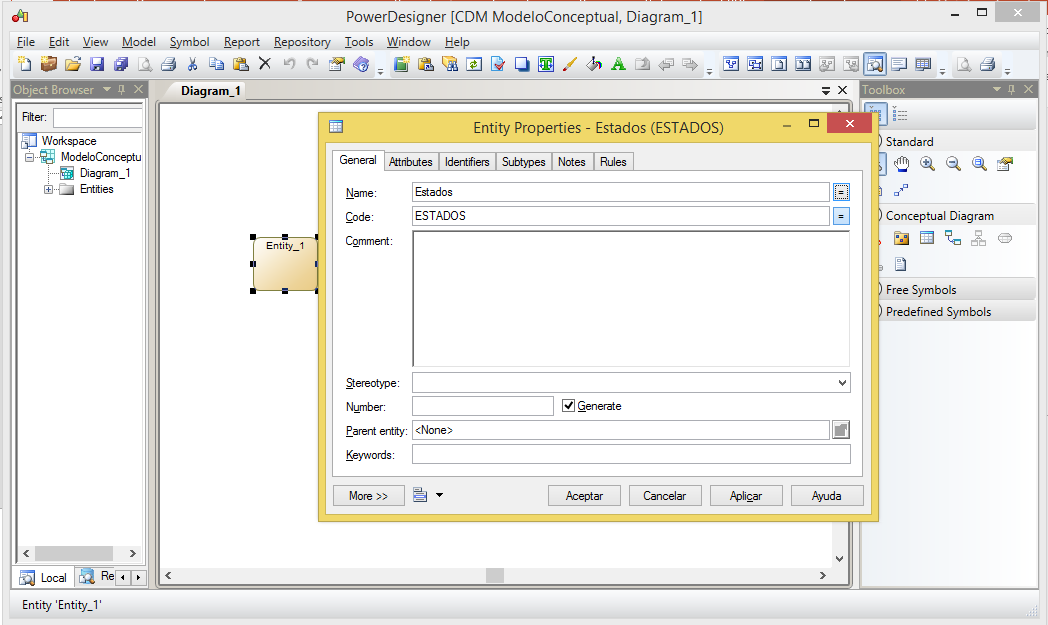 PowerDesigner [CDM ModeloConceptual, Diagram_1]
File Edit View Model Symbol Report Repository Tools Window Help
Object Browser
Filter:
Workspace
ModeloConceptu
Diagram_1
Entities
Local
Re
Diagram_1
Entity_1
Entity Properties - Estados (ESTADOS)
General Attributes Identifiers Subtypes Notes Rules
Name: Estados =
Code: ESTADOS =
Comment:
Stereotype:
Number: Generate
Parent entity: <None>
Keywords:
More >> Aceptar Cancelar Aplicar Ayuda
Toolbox
Standard
Conceptual Diagram
Free Symbols
Predefined Symbols
Entity 'Entity_1'